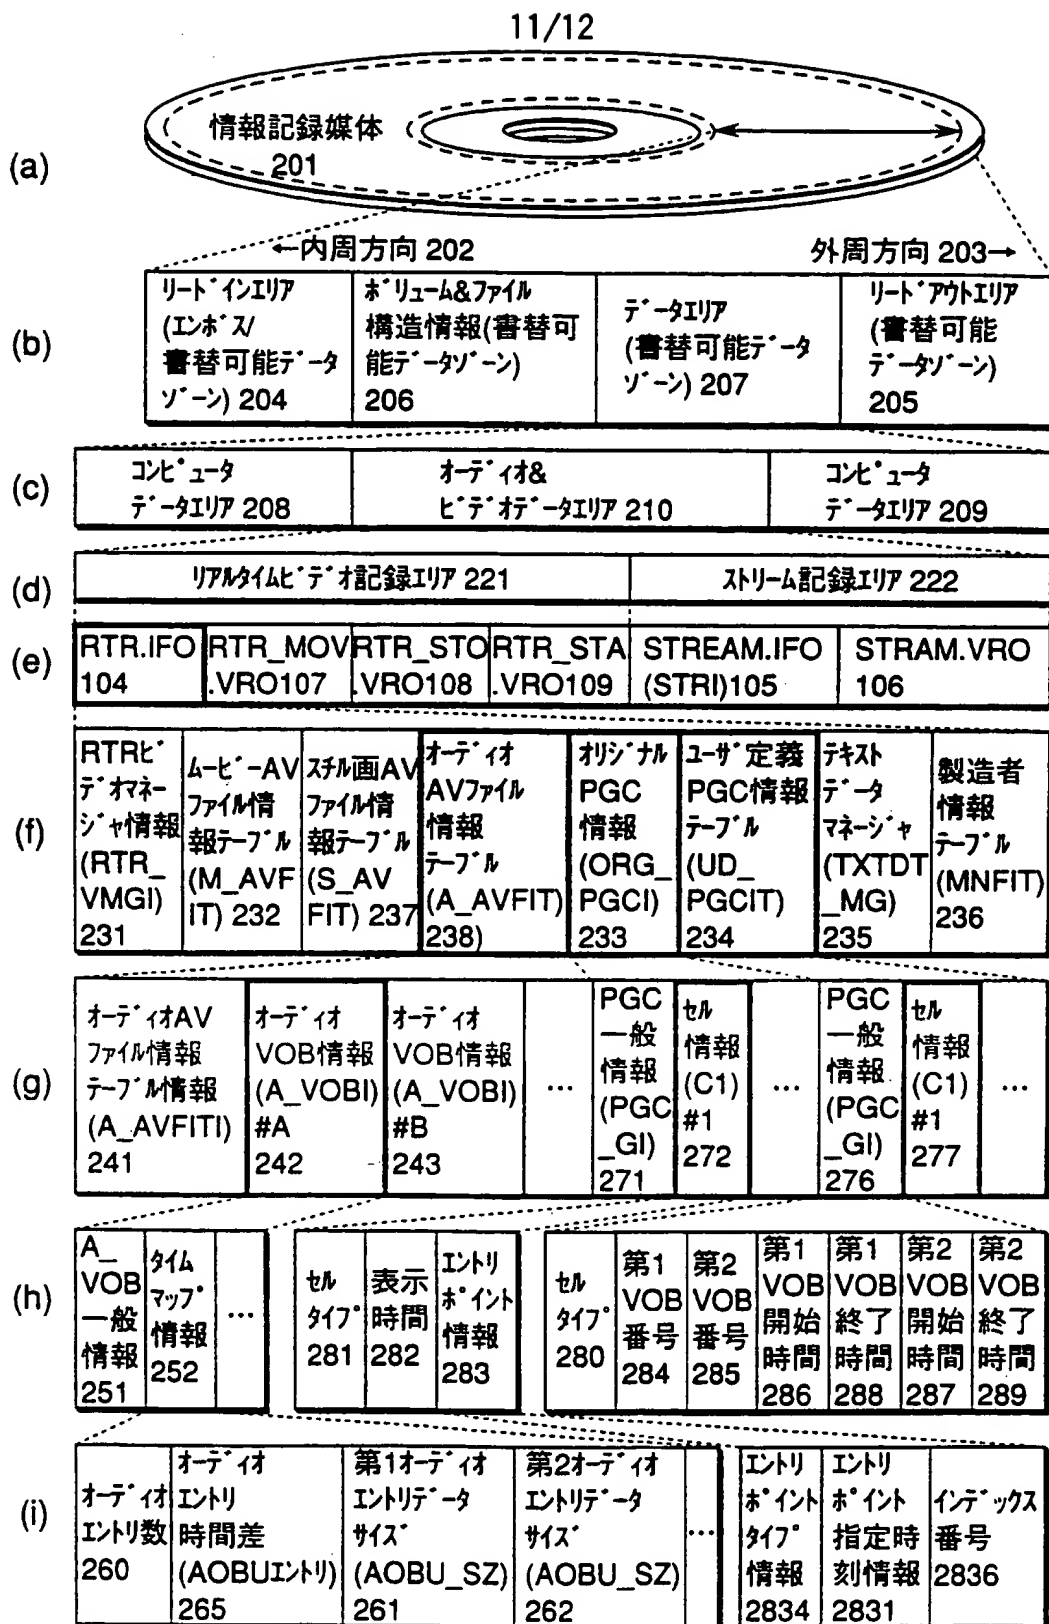 11/12
(a)
情報記録媒体
201
←内周方向 202
外周方向 203→
(b)
リードインエリア
(エンボス/
書替可能データ
ゾーン) 204
ボリューム&ファイル
構造情報(書替可
能データゾーン)
206
データエリア
(書替可能データ
ゾーン) 207
リードアウトエリア
(書替可能
データゾーン)
205
(c)
コンピュータ
データエリア 208
オーディオ&
ビデオデータエリア 210
コンピュータ
データエリア 209
(d)
リアルタイムビデオ記録エリア 221
ストリーム記録エリア 222
(e)
RTR.IFO
104
RTR_MOV
.VRO107
RTR_STO
.VRO108
RTR_STA
.VRO109
STREAM.IFO
(STRI)105
STRAM.VRO
106
(f)
RTRビ
デオマネー
ジャ情報
(RTR_
VMGI)
231
ムービーAV
ファイル情
報テーブル
(M_AVF
IT) 232
スチル画AV
ファイル情
報テーブル
(S_AV
FIT) 237
オーディオ
AVファイル
情報
テーブル
(A_AVFIT)
238)
オリジナル
PGC
情報
(ORG_
PGCI)
233
ユーザ定義
PGC情報
テーブル
(UD_
PGCIT)
234
テキスト
データ
マネージャ
(TXTDT
_MG)
235
製造者
情報
テーブル
(MNFIT)
236
(g)
オーディオAV
ファイル情報
テーブル情報
(A_AVFITI)
241
オーディオ
VOB情報
(A_VOBI)
#A
242
オーディオ
VOB情報
(A_VOBI)
#B
243
...
PGC
一般
情報
(PGC
_GI)
271
セル
情報
(C1)
#1
272
...
PGC
一般
情報
(PGC
_GI)
276
セル
情報
(C1)
#1
277
...
(h)
A_
VOB
一般
情報
251
タイム
マップ
情報
252
...
セル
タイプ
281
表示
時間
282
エントリ
ポイント
情報
283
セル
タイプ
280
第1
VOB
番号
284
第2
VOB
番号
285
第1
VOB
開始
時間
286
第1
VOB
終了
時間
288
第2
VOB
開始
時間
287
第2
VOB
終了
時間
289
(i)
オーディオ
エントリ数
260
オーディオ
エントリ
時間差
(AOBUエントリ)
265
第1オーディオ
エントリデータ
サイズ
(AOBU_SZ)
261
第2オーディオ
エントリデータ
サイズ
(AOBU_SZ)
262
...
エントリ
ポイント
タイプ
情報
2834
エントリ
ポイント
指定時
刻情報
2831
インデックス
番号
2836